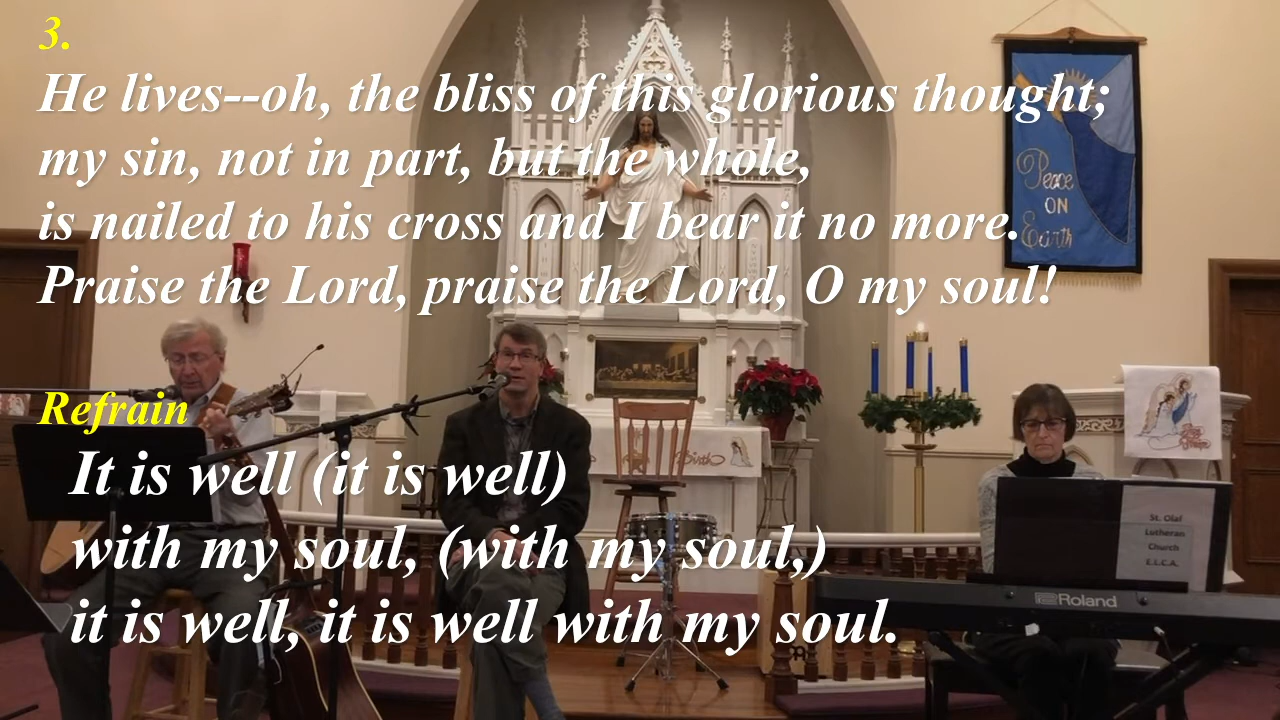 3.
He lives--oh, the bliss of this glorious thought;
my sin, not in part, but the whole,
is nailed to his cross and I bear it no more.
Praise the Lord, praise the Lord, O my soul!
Refrain
It is well (it is well)
with my soul, (with my soul,)
it is well, it is well with my soul.
Peace
ON
Earth
Birth
St. Olaf
Lutheran
Church
E.L.C.A.
Roland